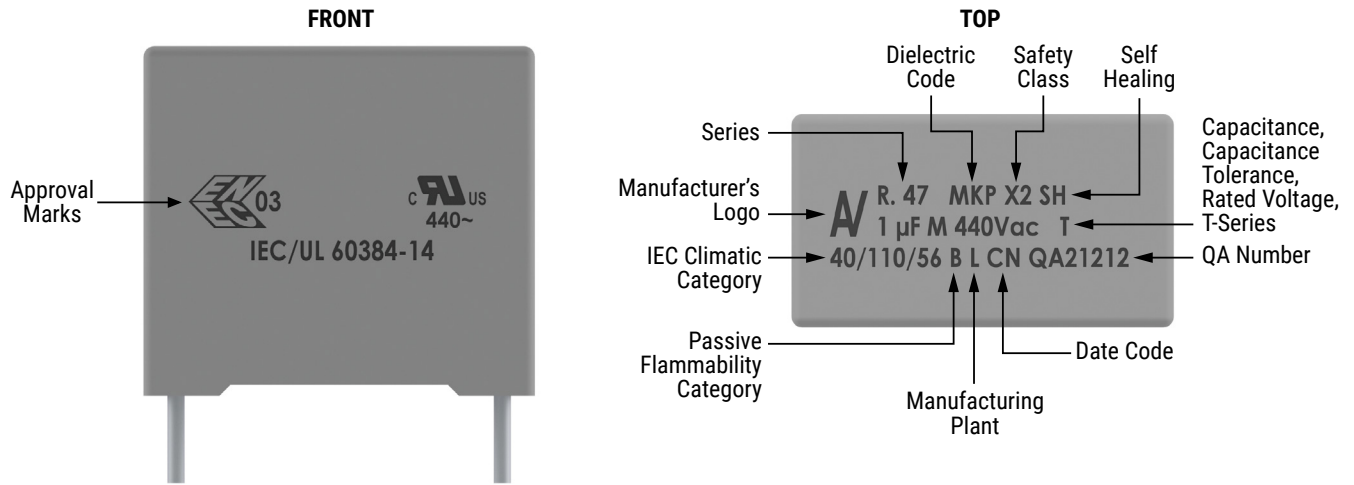 FRONT
Approval
Marks
EN
EC
03
C
US
440~
IEC/UL 60384-14
TOP
Dielectric
Code
Safety
Class
Self
Healing
Series
Manufacturer's
Logo
IEC Climatic
Category
Passive
Flammability
Category
R. 47 MKP X2 SH
1 µF M 440Vac T
40/110/56 B L CN QA21212
Capacitance,
Capacitance
Tolerance,
Rated Voltage,
T-Series
QA Number
Date Code
Manufacturing
Plant